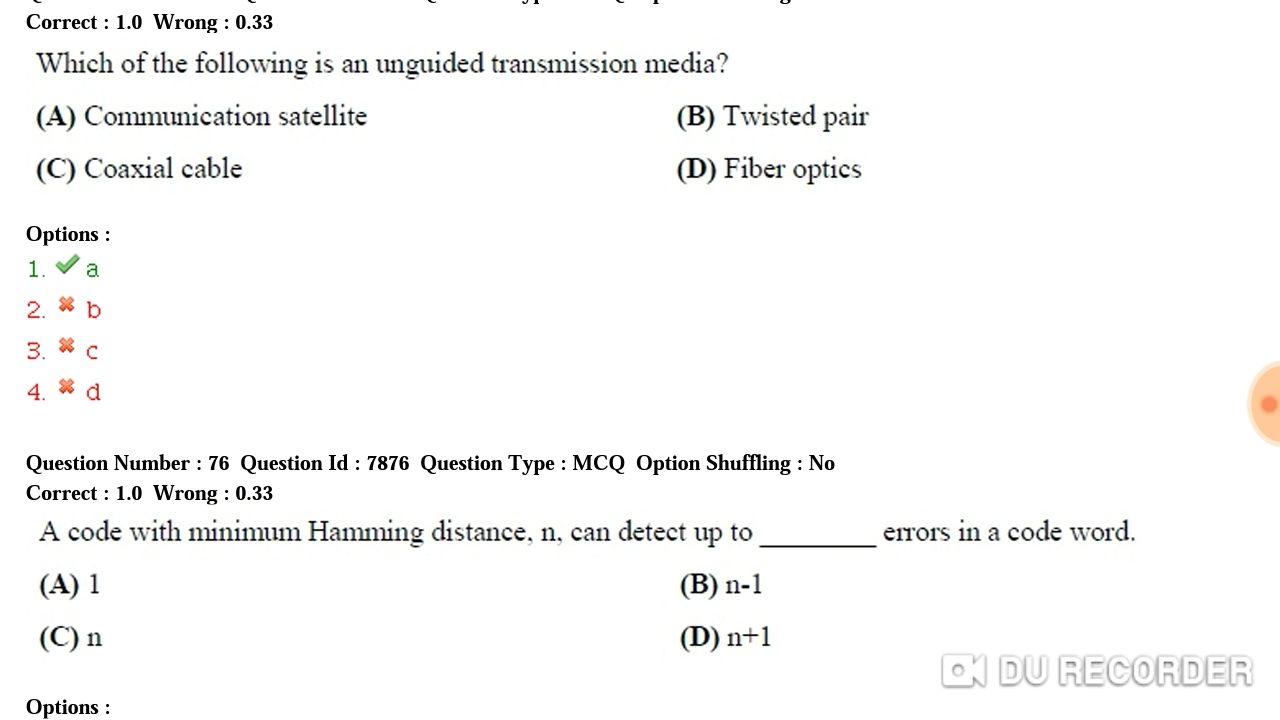 Correct : 1.0 Wrong : 0.33
Which of the following is an unguided transmission media?
(A) Communication satellite (B) Twisted pair
(C) Coaxial cable (D) Fiber optics
Options :
1. a
2. b
3. c
4. d
Question Number : 76 Question Id : 7876 Question Type : MCQ Option Shuffling : No
Correct : 1.0 Wrong : 0.33
A code with minimum Hamming distance, n, can detect up to ________ errors in a code word.
(A) 1 (B) n-1
(C) n (D) n+1
DU RECORDER
Options :